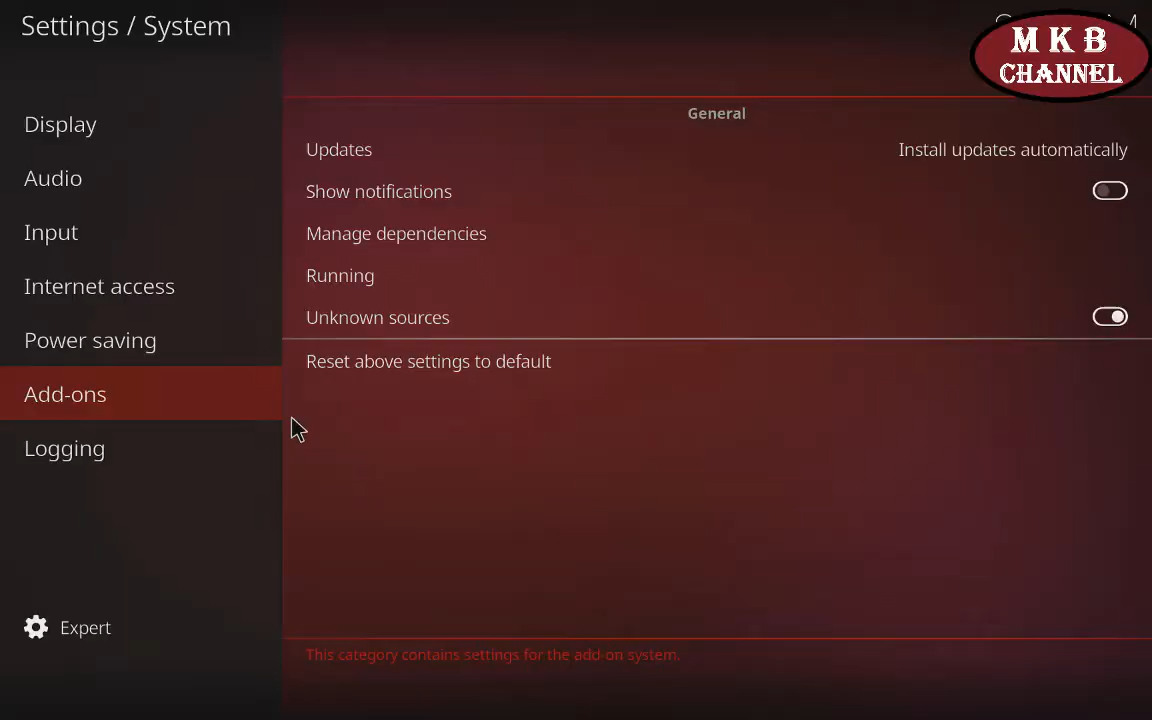 Settings / System
M K B
CHANNEL
Display
Audio
Input
Internet access
Power saving
Add-ons
Logging
Expert
General
Updates
Install updates automatically
Show notifications
Manage dependencies
Running
Unknown sources
Reset above settings to default
This category contains settings for the add-on system.